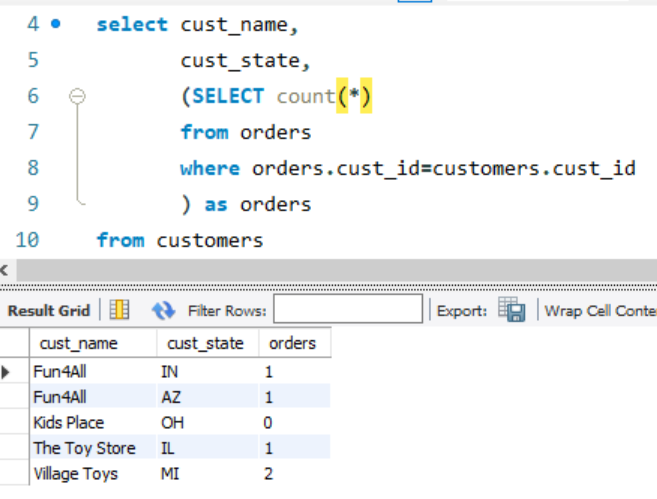 4 select cust_name,
5 cust_state,
6 (SELECT count(*)
7 from orders
8 where orders.cust_id=customers.cust_id
9 ) as orders
10 from customers
Result Grid Filter Rows: Export: Wrap Cell Conte
cust_name cust_state orders
Fun4All IN 1
Fun4All AZ 1
Kids Place OH 0
The Toy Store IL 1
Village Toys MI 2